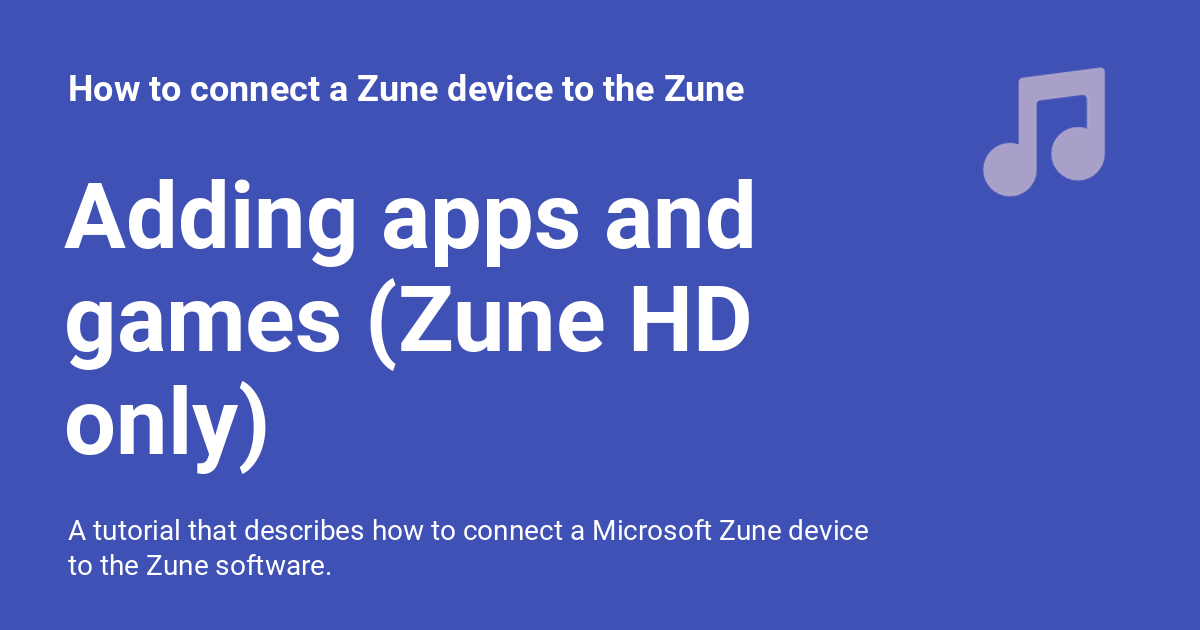 How to connect a Zune device to the Zune
Adding apps and
games (Zune HD
only)
A tutorial that describes how to connect a Microsoft Zune device
to the Zune software.